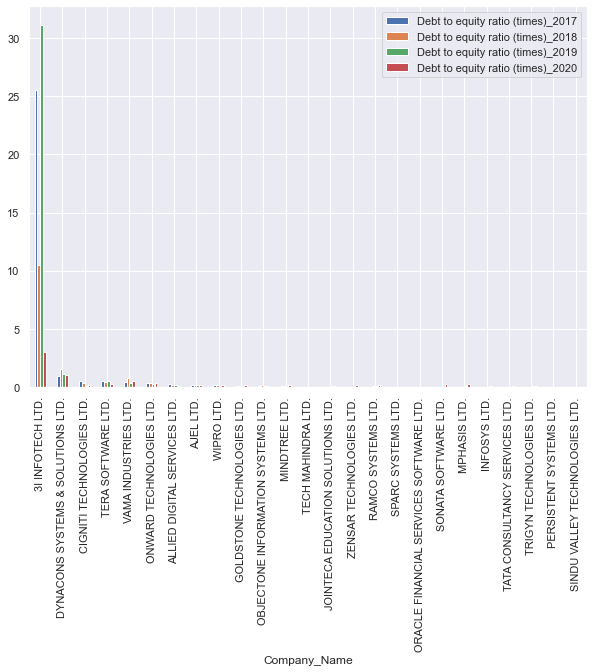 Debt to equity ratio (times)_2017
Debt to equity ratio (times)_2018
Debt to equity ratio (times)_2019
Debt to equity ratio (times)_2020
30
25
20
15
10
5
0
3I INFOTECH LTD.
DYNACONS SYSTEMS & SOLUTIONS LTD.
CIGNITI TECHNOLOGIES LTD.
TERA SOFTWARE LTD.
VAMA INDUSTRIES LTD.
ONWARD TECHNOLOGIES LTD.
ALLIED DIGITAL SERVICES LTD.
AJEL LTD.
WIPRO LTD.
GOLDSTONE TECHNOLOGIES LTD.
OBJECTONE INFORMATION SYSTEMS LTD.
MINDTREE LTD.
TECH MAHINDRA LTD.
JOINTECA EDUCATION SOLUTIONS LTD.
ZENSAR TECHNOLOGIES LTD.
RAMCO SYSTEMS LTD.
SPARC SYSTEMS LTD.
ORACLE FINANCIAL SERVICES SOFTWARE LTD.
SONATA SOFTWARE LTD.
MPHASIS LTD.
INFOSYS LTD.
TATA CONSULTANCY SERVICES LTD.
TRIGYN TECHNOLOGIES LTD.
PERSISTENT SYSTEMS LTD.
SINDU VALLEY TECHNOLOGIES LTD.
Company_Name